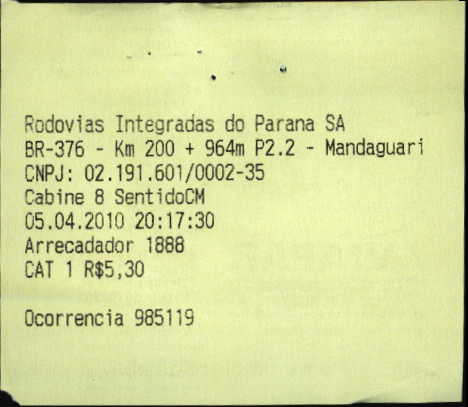 Rodovias Integradas do Parana SA
BR-376 - Km 200 + 964m P2.2 - Mandaguari
CNPJ: 02.191.601/0002-35
Cabine 8 SentidoCM
05.04.2010 20:17:30
Arrecadador 1888
CAT 1 R$5,30
Ocorrencia 985119